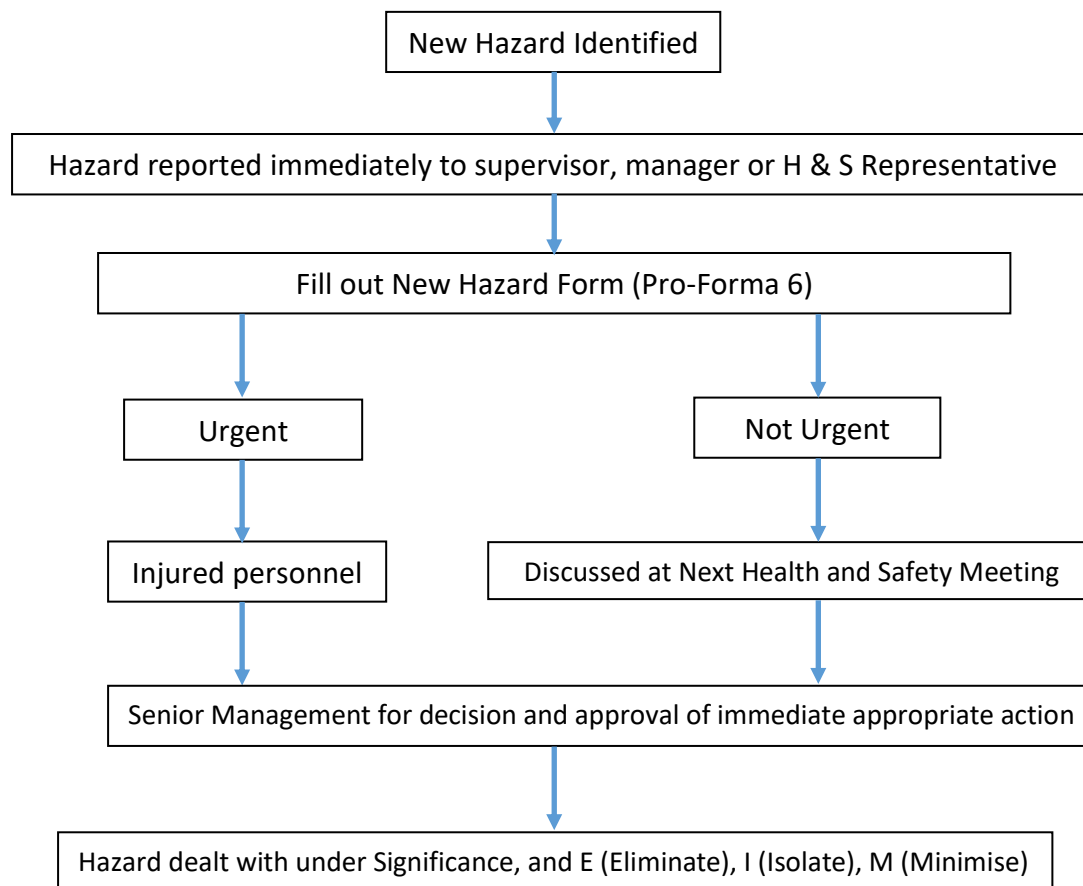 New Hazard Identified
Hazard reported immediately to supervisor, manager or H & S Representative
Fill out New Hazard Form (Pro-Forma 6)
Urgent
Not Urgent
Injured personnel
Discussed at Next Health and Safety Meeting
Senior Management for decision and approval of immediate appropriate action
Hazard dealt with under Significance, and E (Eliminate), I (Isolate), M (Minimise)